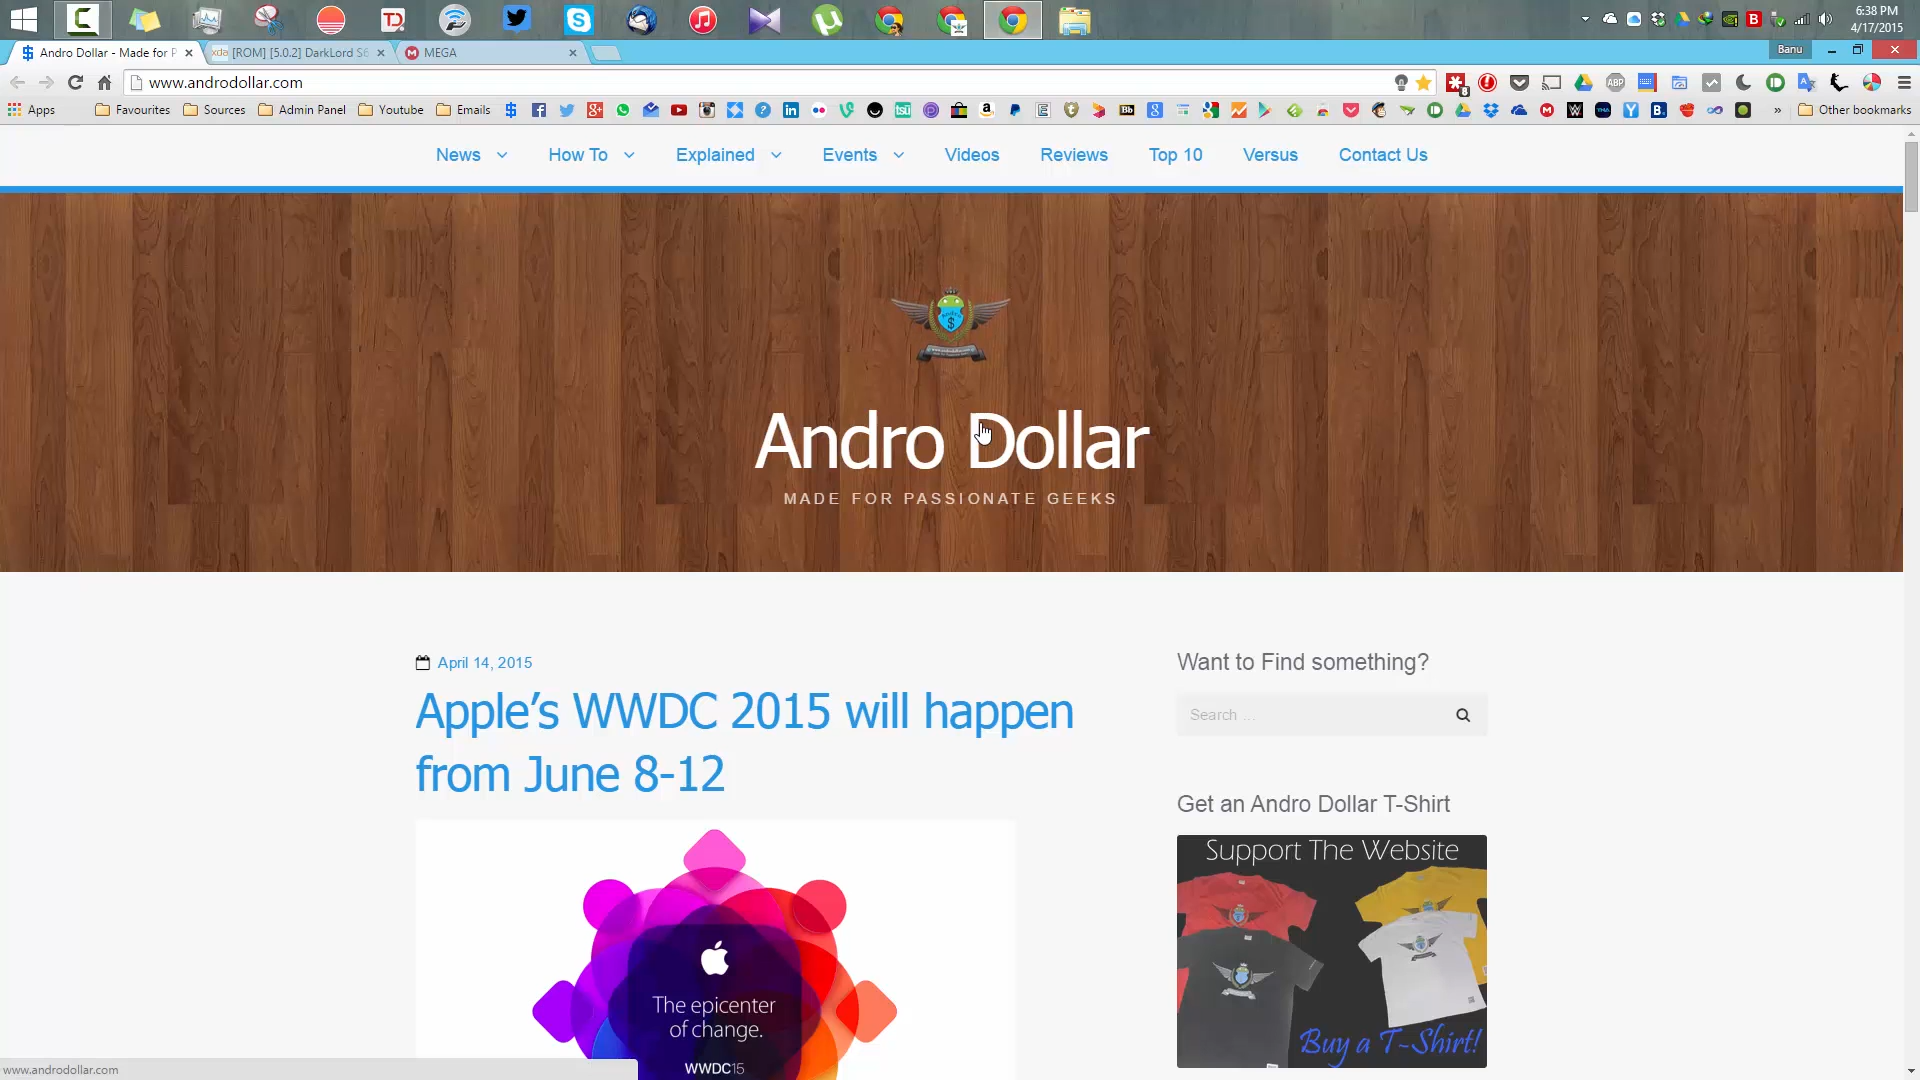 6:38 PM
4/17/2015
Andro Dollar - Made for P
[ROM] [5.0.2] DarkLord S6
MEGA
Banu
www.androdollar.com
Apps
Favourites
Sources
Admin Panel
Youtube
Emails
Other bookmarks
News
How To
Explained
Events
Videos
Reviews
Top 10
Versus
Contact Us
Andro Dollar
MADE FOR PASSIONATE GEEKS
April 14, 2015
Apple’s WWDC 2015 will happen
from June 8-12
The epicenter
of change.
WWDC15
Want to Find something?
Search ...
Get an Andro Dollar T-Shirt
Support The Website
Buy a T-Shirt!
www.androdollar.com